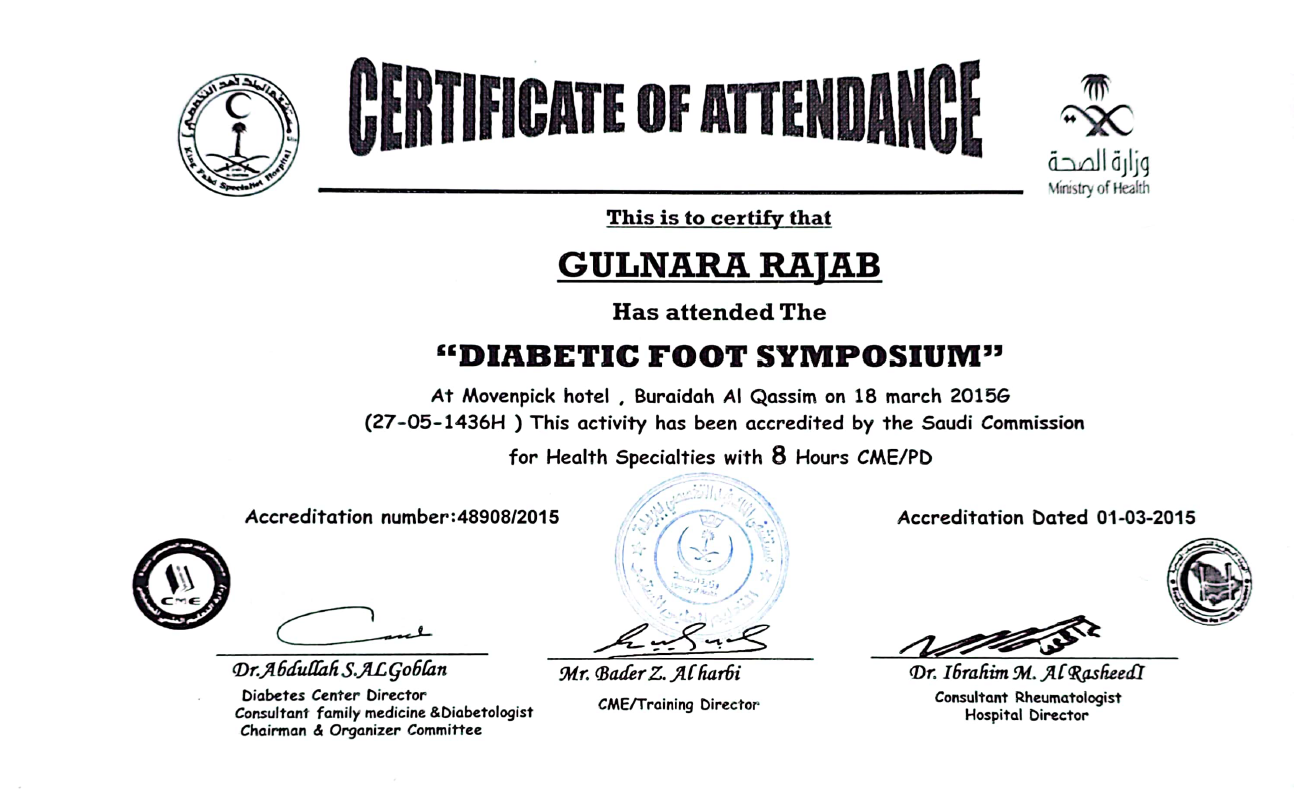 CERTIFICATE OF ATTENDANCE
King Fahd Specialist Hospital
وزارة الصحة
Ministry of Health
This is to certify that
GULNARA RAJAB
Has attended The
“DIABETIC FOOT SYMPOSIUM”
At Movenpick hotel , Buraidah Al Qassim on 18 march 2015G
(27-05-1436H ) This activity has been accredited by the Saudi Commission
for Health Specialties with 8 Hours CME/PD
Accreditation number:48908/2015
Accreditation Dated 01-03-2015
CME
Dr.Abdullah S.ALGoblan
Diabetes Center Director
Consultant family medicine &Diabetologist
Chairman & Organizer Committee
Mr. Bader Z. Al harbi
CME/Training Director
Dr. Ibrahim M. Al RasheedI
Consultant Rheumatologist
Hospital Director